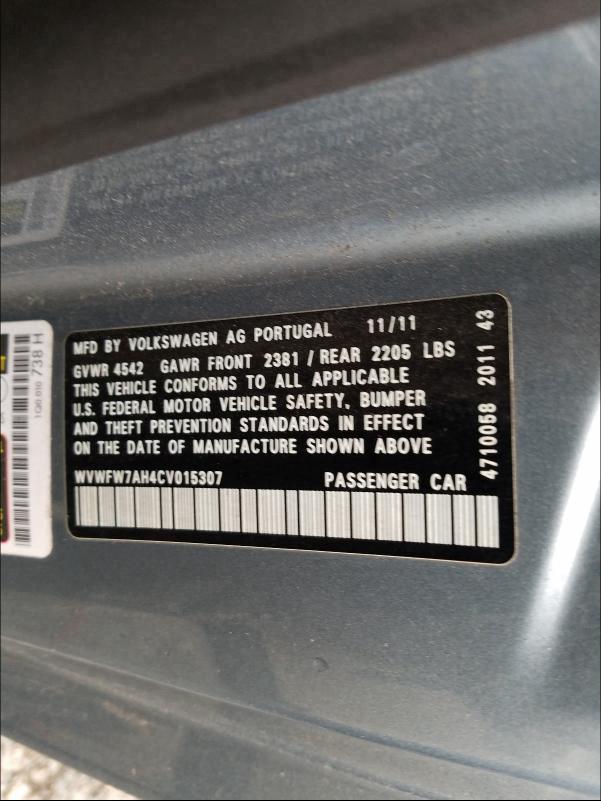 MFD BY VOLKSWAGEN AG PORTUGAL 11/11
GVWR 4542 GAWR FRONT 2381 / REAR 2205 LBS
THIS VEHICLE CONFORMS TO ALL APPLICABLE
U.S. FEDERAL MOTOR VEHICLE SAFETY, BUMPER
AND THEFT PREVENTION STANDARDS IN EFFECT
ON THE DATE OF MANUFACTURE SHOWN ABOVE
WVWFW7AH4CV015307 PASSENGER CAR
4710058 2011 43
738 H